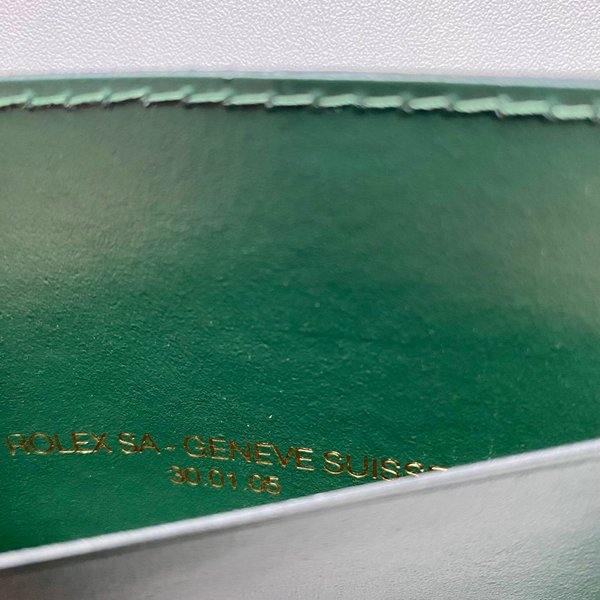 ROLEX SA - GENEVE SUISSE
30.01.05